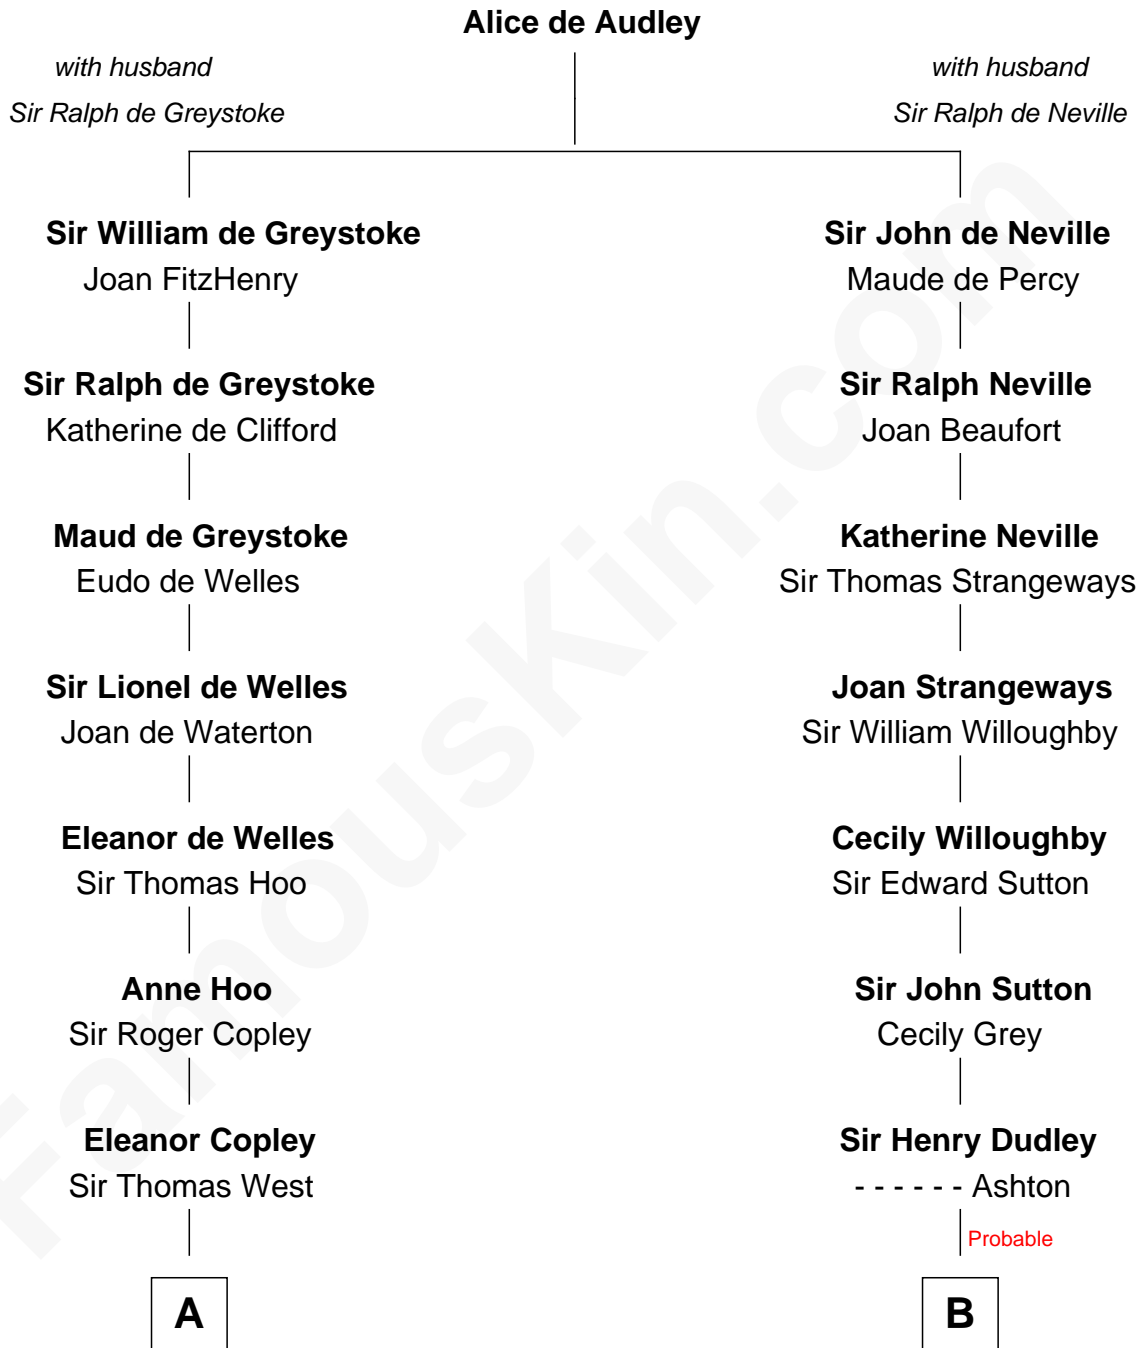 Alice de Audley
with husband
Sir Ralph de Greystoke
with husband
Sir Ralph de Neville
Sir William de Greystoke
Joan FitzHenry
Sir John de Neville
Maude de Percy
Sir Ralph de Greystoke
Katherine de Clifford
Sir Ralph Neville
Joan Beaufort
Maud de Greystoke
Eudo de Welles
Katherine Neville
Sir Thomas Strangeways
Sir Lionel de Welles
Joan de Waterton
Joan Strangeways
Sir William Willoughby
Eleanor de Welles
Sir Thomas Hoo
Cecily Willoughby
Sir Edward Sutton
Anne Hoo
Sir Roger Copley
Sir John Sutton
Cecily Grey
Eleanor Copley
Sir Thomas West
Sir Henry Dudley
- - - - - - Ashton
Probable
A
B
FamousKin.com